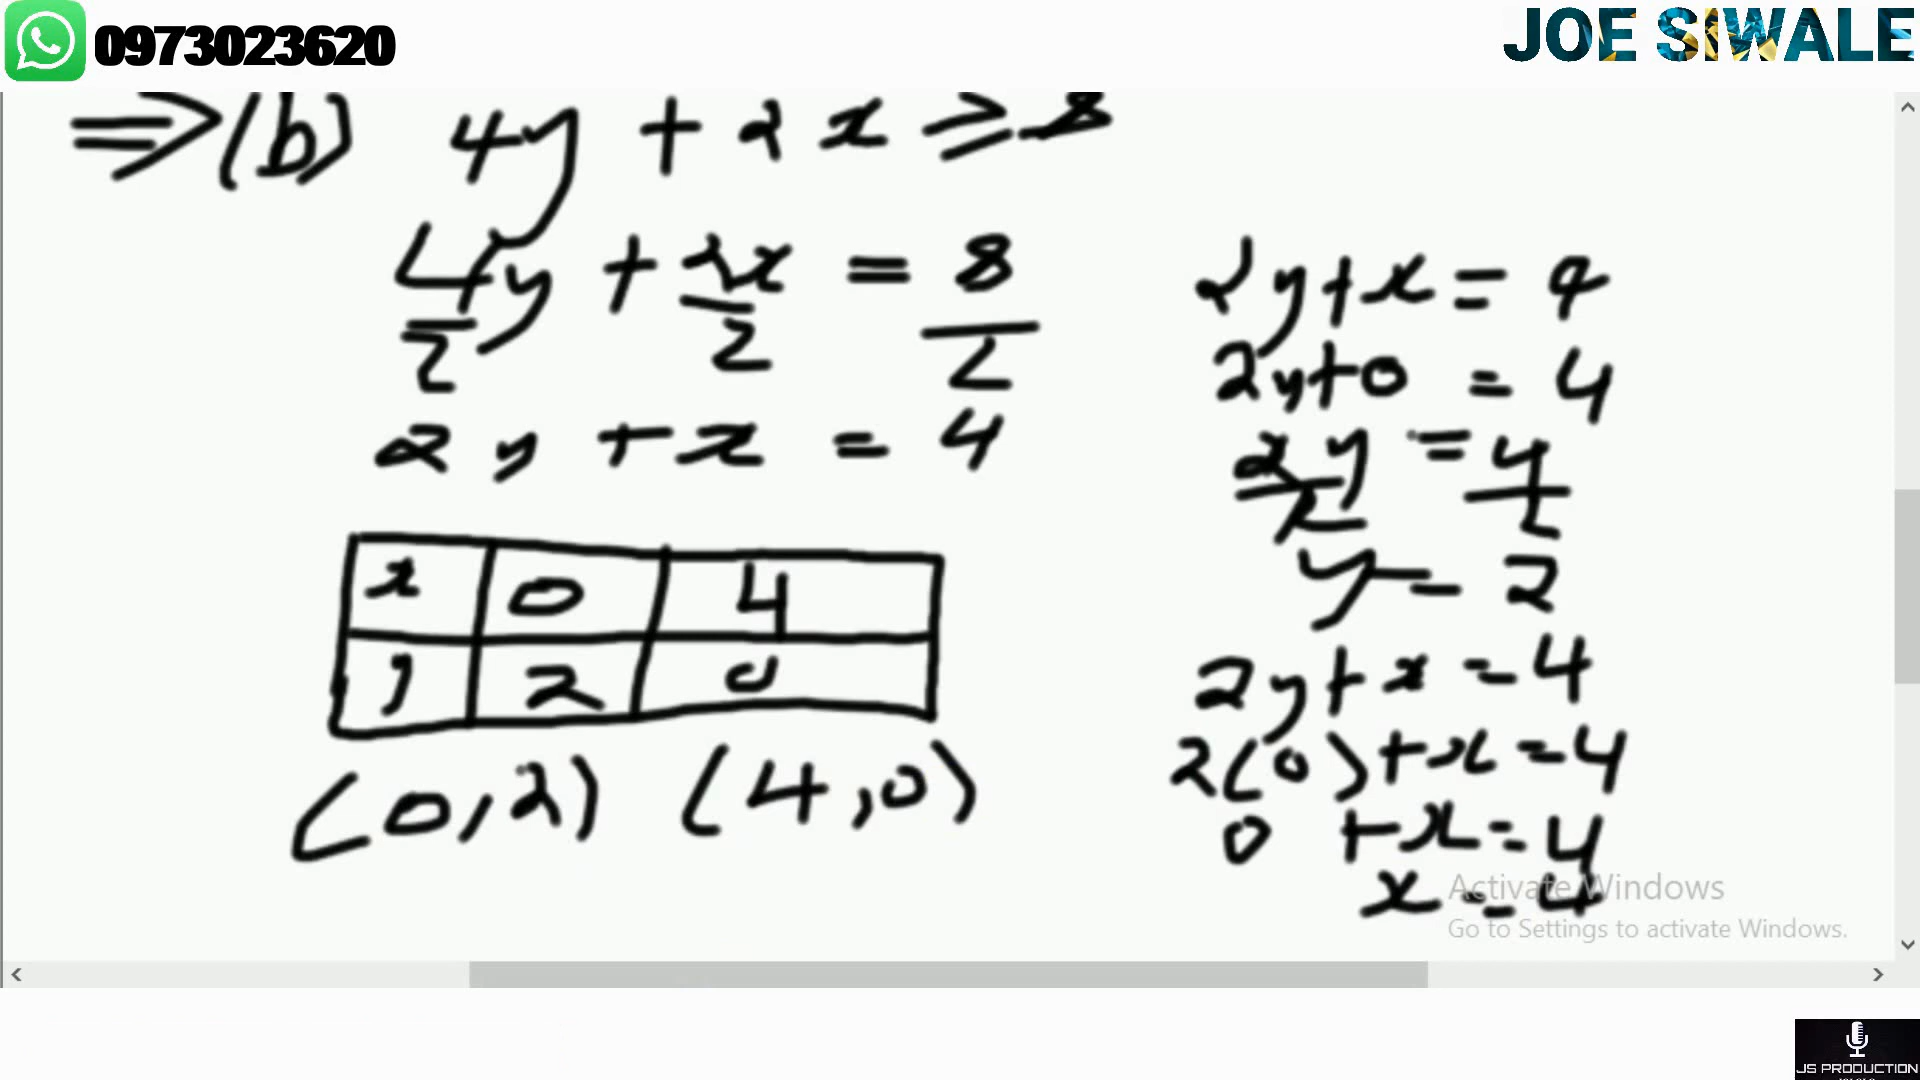 0973023620
JOE SIWALE
⇒ (b) 4y + 2x ≥ 8
4y/2 + 2x/2 = 8/2
2y + x = 4
x 0 4
y 2 0
(0,2) (4,0)
2y + x = 4
2y + 0 = 4
2y/2 = 4/2
y = 2
2y + x = 4
2(0) + x = 4
0 + x = 4
x = 4
Activate Windows
Go to Settings to activate Windows.
JS PRODUCTION